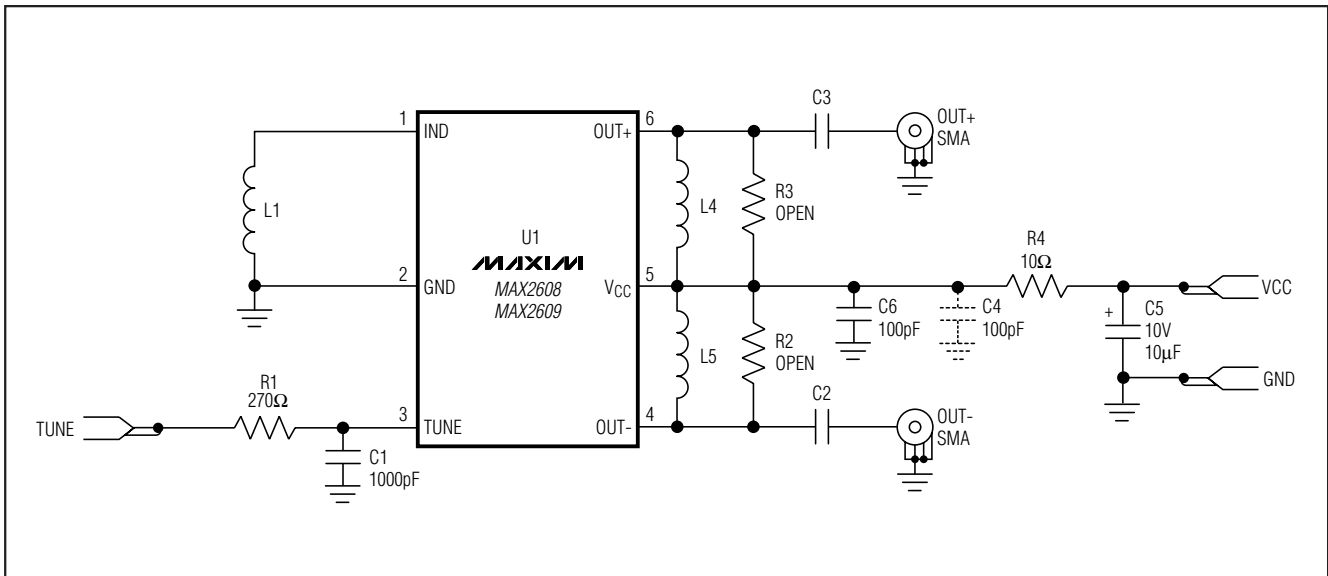 C3
OUT+
SMA
1
IND
OUT+
6
L1
L4
R3
OPEN
U1
MAXIM
MAX2608
MAX2609
R4
10Ω
2
GND
VCC
5
VCC
C6
100pF
C4
100pF
+
C5
10V
10µF
L5
R2
OPEN
GND
R1
270Ω
C2
OUT-
SMA
TUNE
3
TUNE
OUT-
4
C1
1000pF